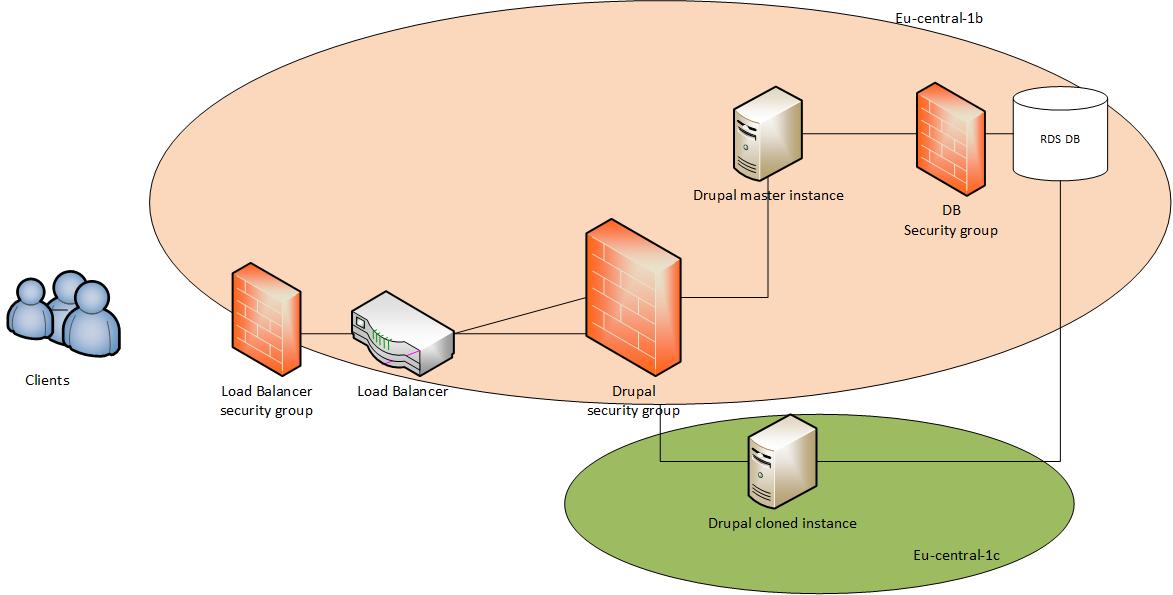 Eu-central-1b
RDS DB
Drupal master instance
DB
Security group
Clients
Load Balancer
security group
Load Balancer
Drupal
security group
Drupal cloned instance
Eu-central-1c